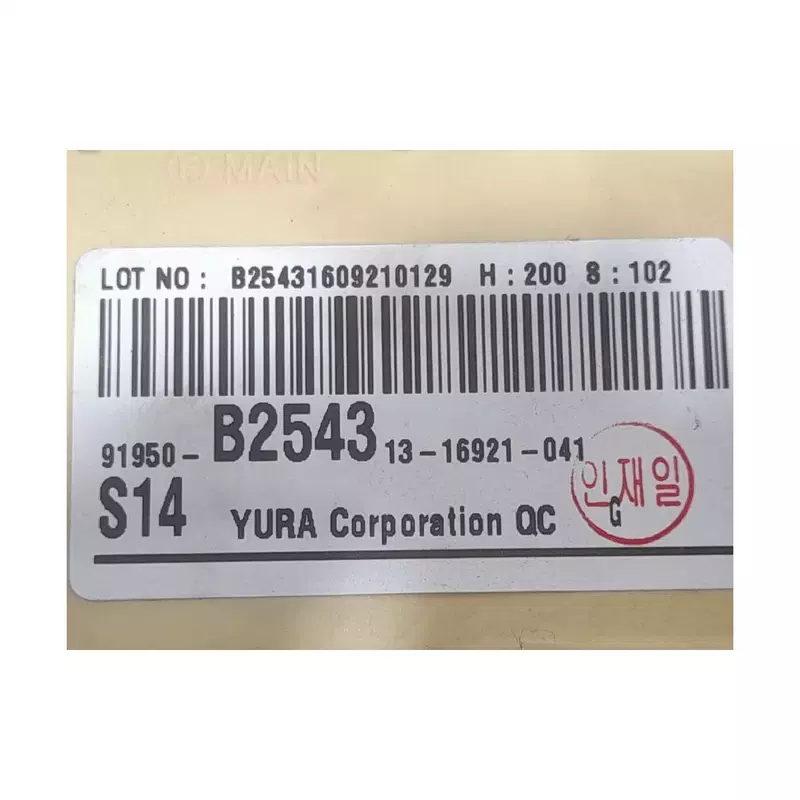 MAIN
LOT NO : B25431609210129 H : 200 S : 102
91950- B2543 13-16921-041
S14 YURA Corporation QC
인재일
G